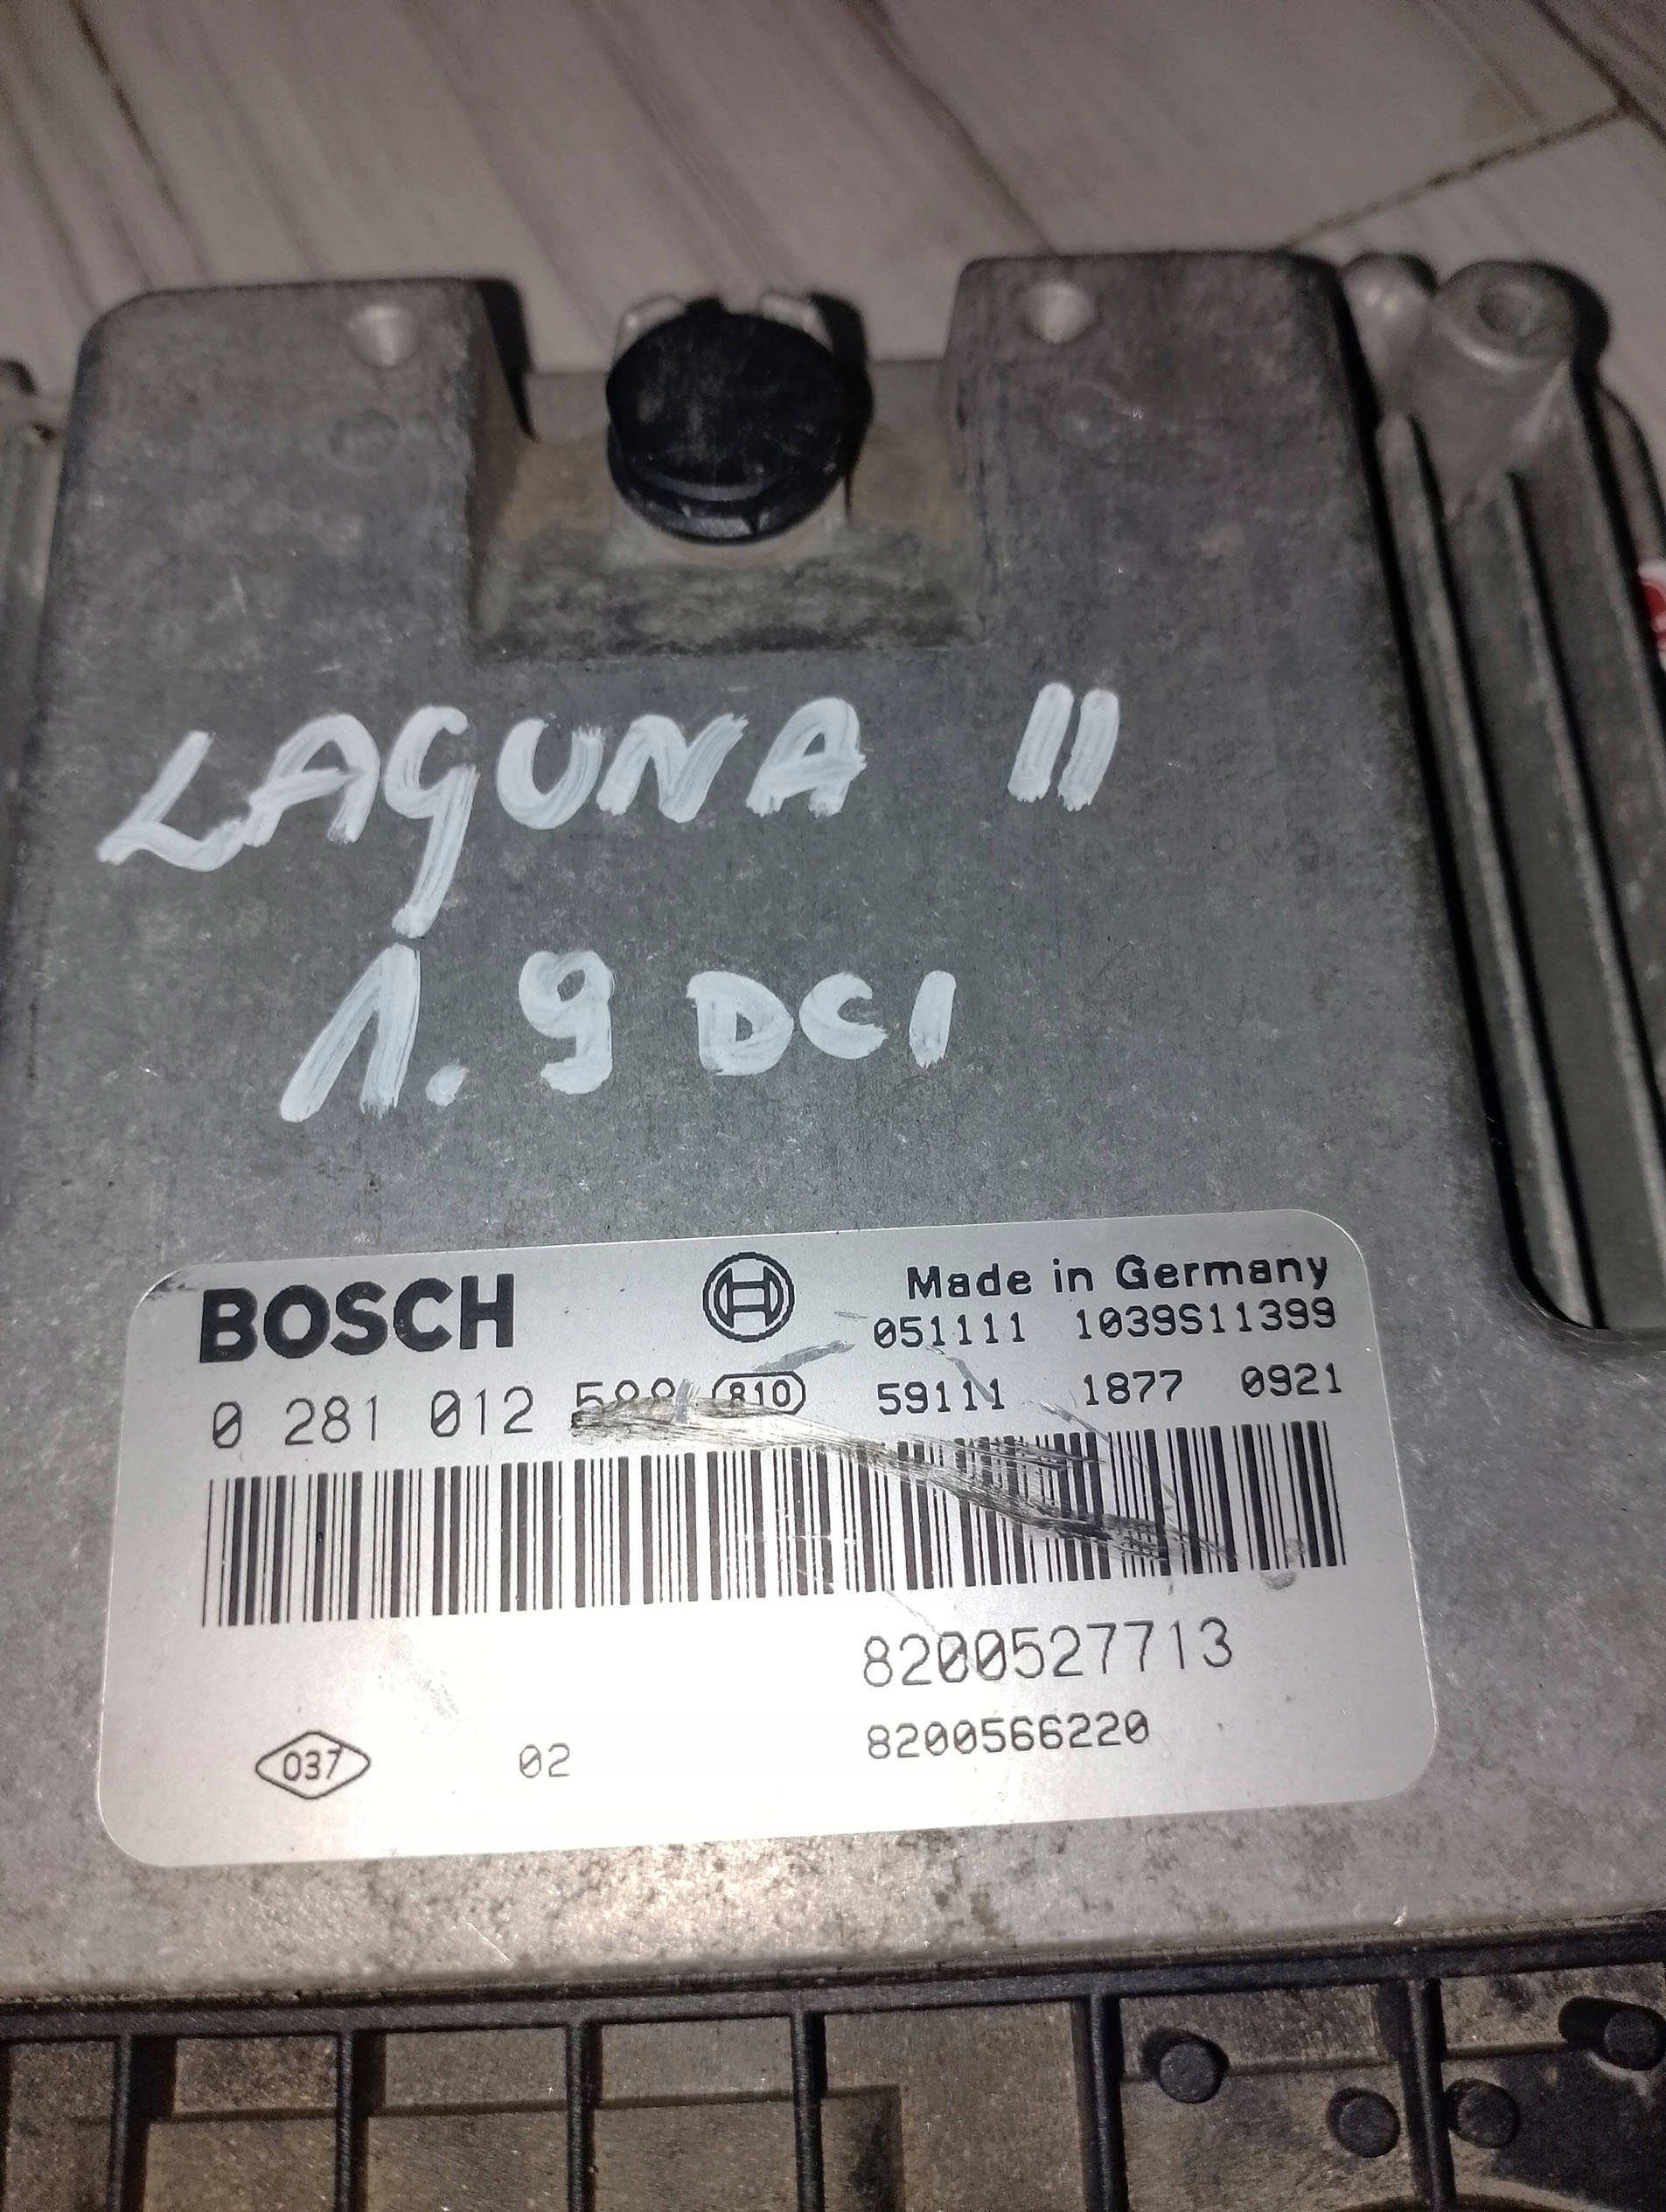 LAGUNA II
1.9 DCI
BOSCH
Made in Germany
051111 1039S11399
0 281 012 810 59111 1877 0921
8200527713
037 02 8200566220